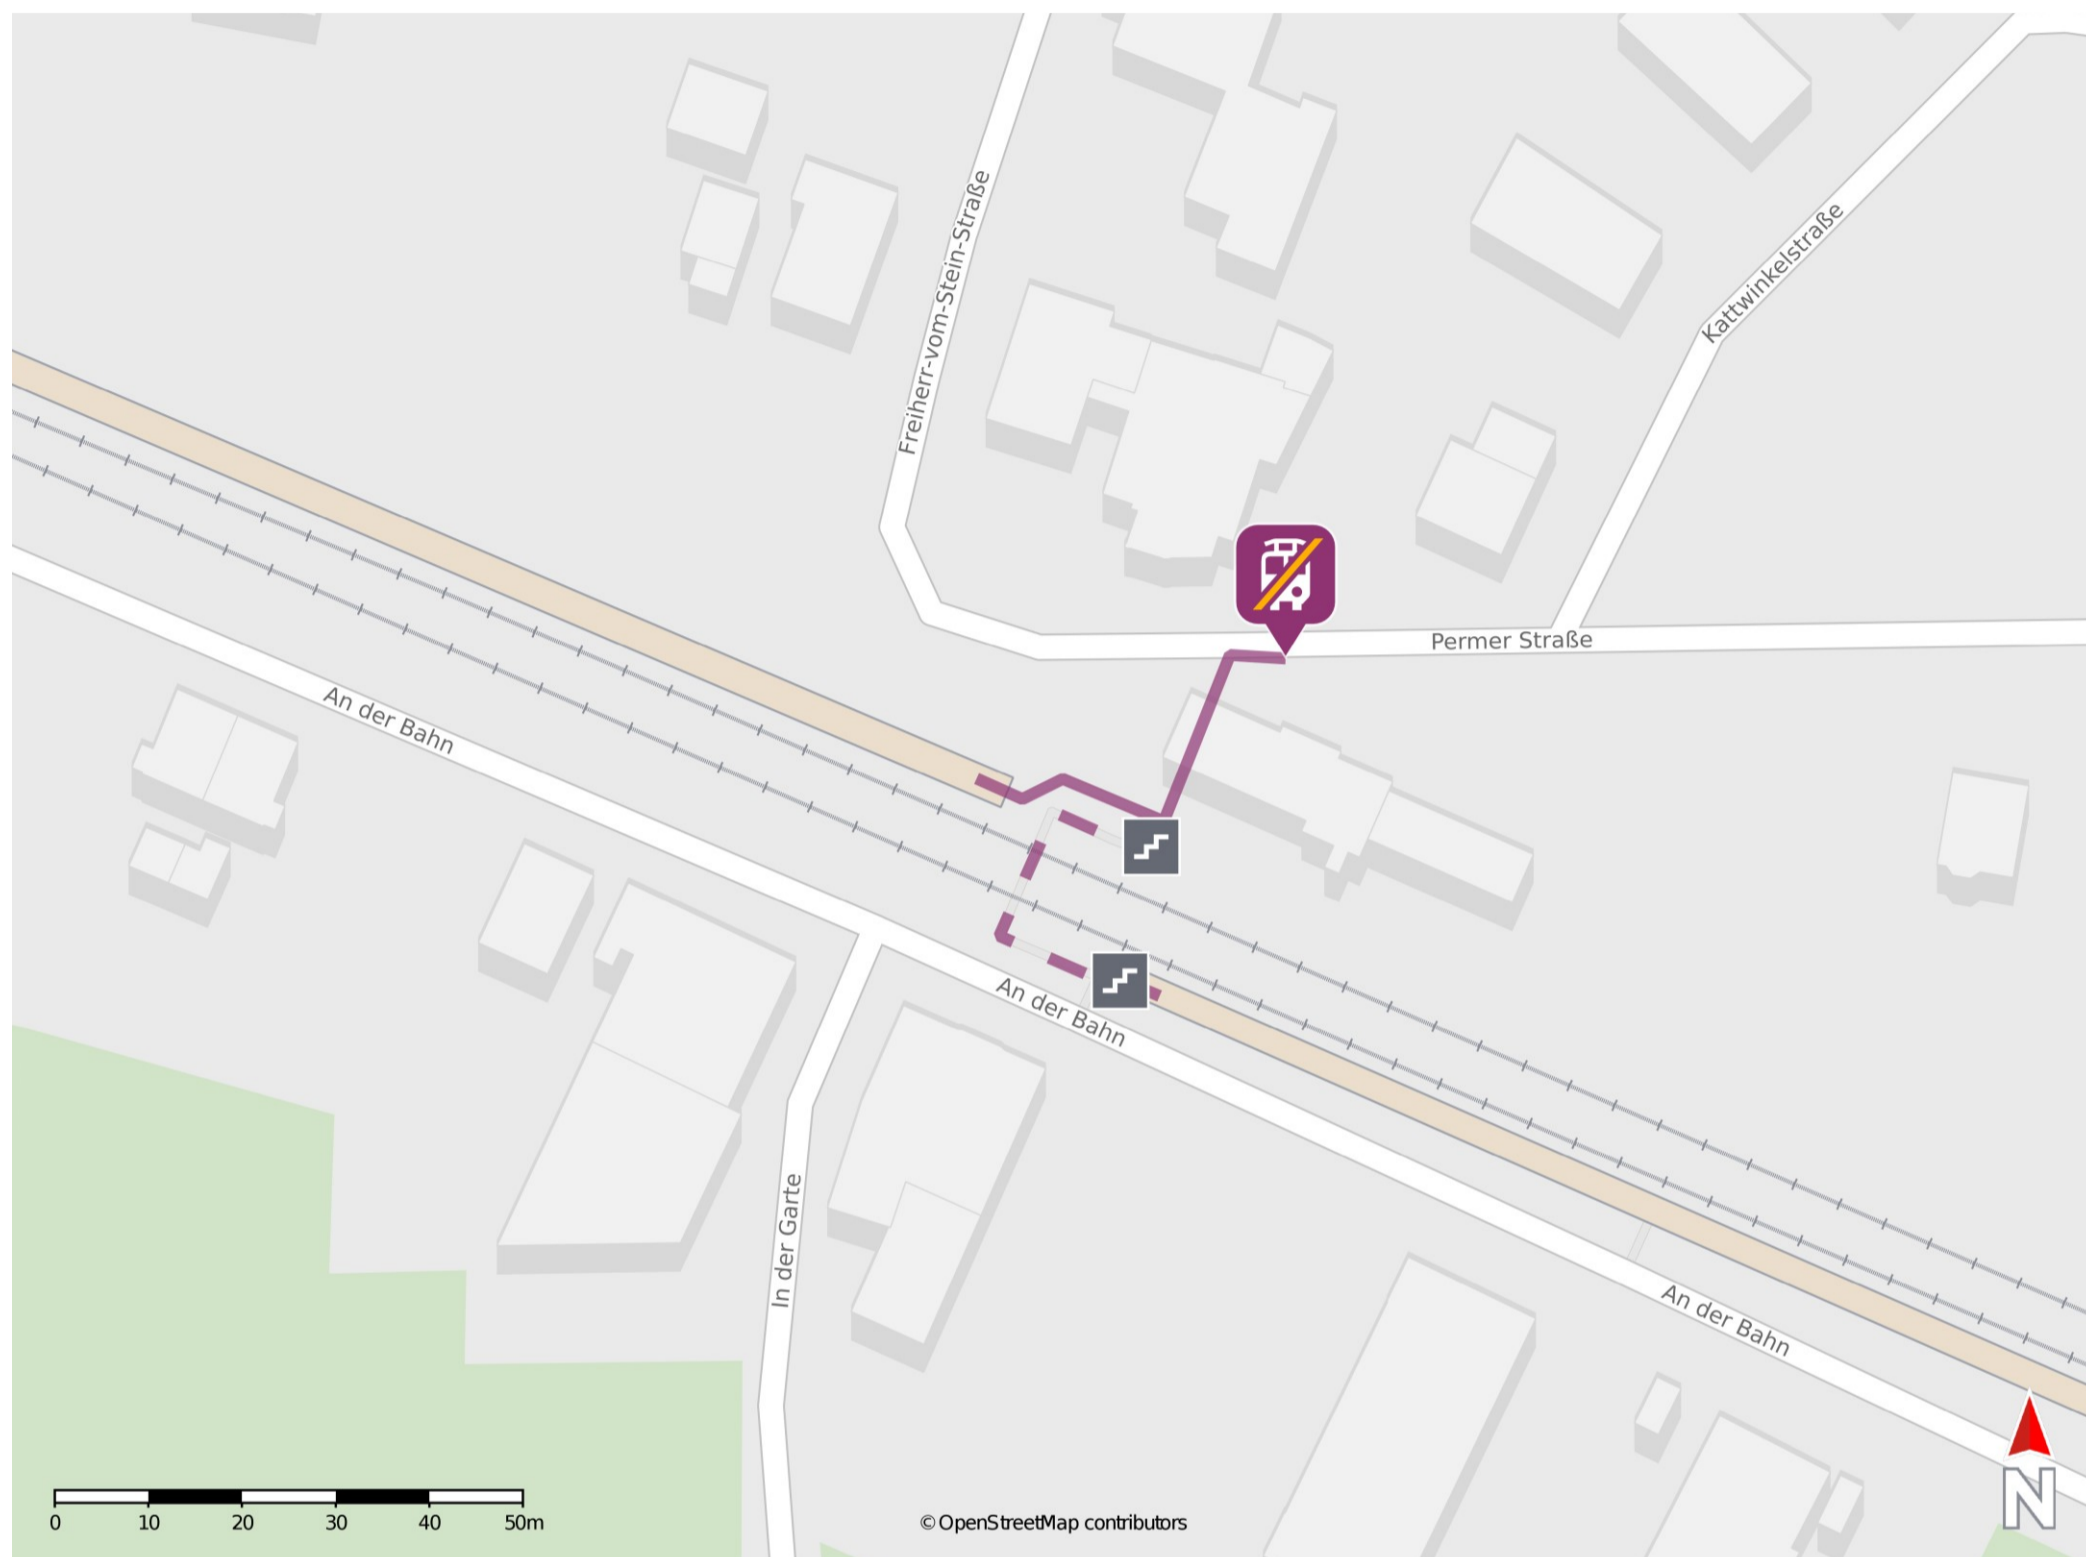 Freiherr-vom-Stein-Straße
Kattwinkelstraße
Permer Straße
An der Bahn
An der Bahn
In der Garte
An der Bahn
0 10 20 30 40 50m
© OpenStreetMap contributors
N